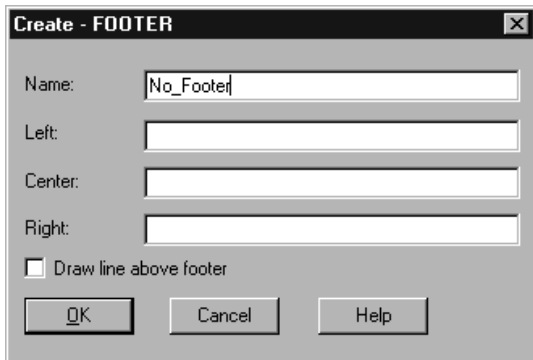 Create - FOOTER
Name: No_Footer
Left:
Center:
Right:
Draw line above footer
OK Cancel Help